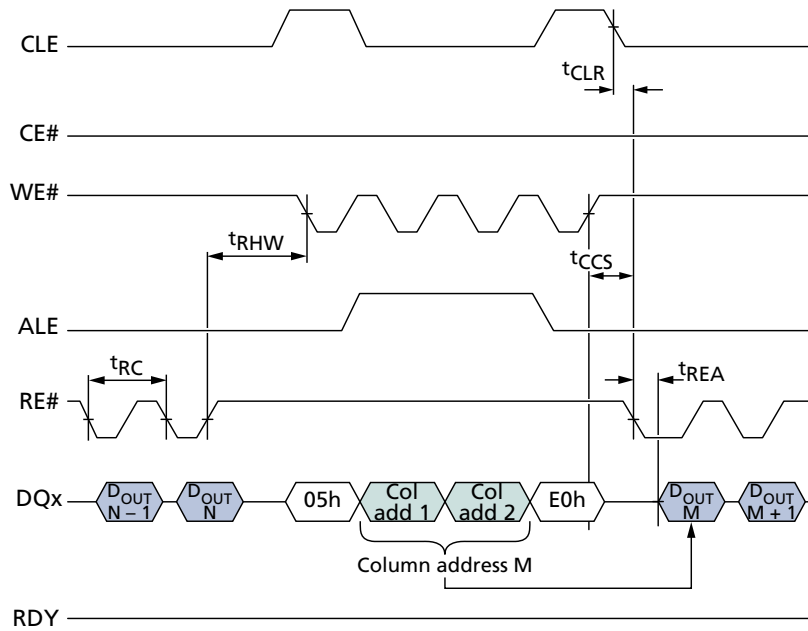 CLE
tCLR
CE#
WE#
tRHW
tCCS
ALE
tRC
tREA
RE#
DQx
DOUT
N – 1
DOUT
N
05h
Col
add 1
Col
add 2
E0h
DOUT
M
DOUT
M + 1
Column address M
RDY